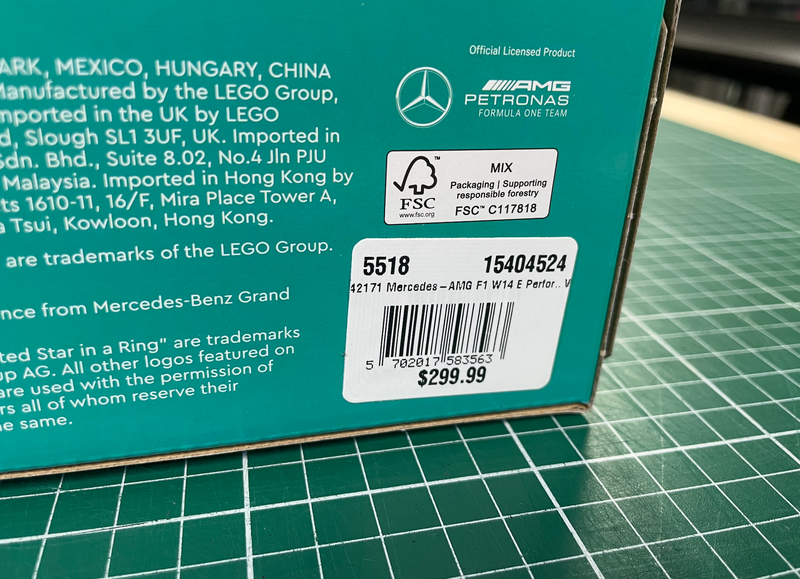 ARK, MEXICO, HUNGARY, CHINA
Manufactured by the LEGO Group,
mported in the UK by LEGO
d, Slough SL1 3UF, UK. Imported in
Sdn. Bhd., Suite 8.02, No.4 Jln PJU
Malaysia. Imported in Hong Kong by
ts 1610-11, 16/F, Mira Place Tower A,
a Tsui, Kowloon, Hong Kong.
are trademarks of the LEGO Group.
nce from Mercedes-Benz Grand
ted Star in a Ring" are trademarks
up AG. All other logos featured on
are used with the permission of
rs all of whom reserve their
e same.
Official Licensed Product
AMG
PETRONAS
FORMULA ONE TEAM
FSC™
www.fsc.org
MIX
Packaging | Supporting
responsible forestry
FSC™ C117818
5518 15404524
42171 Mercedes-AMG F1 W14 E Perfor.. V
5 702017 583563
$299.99